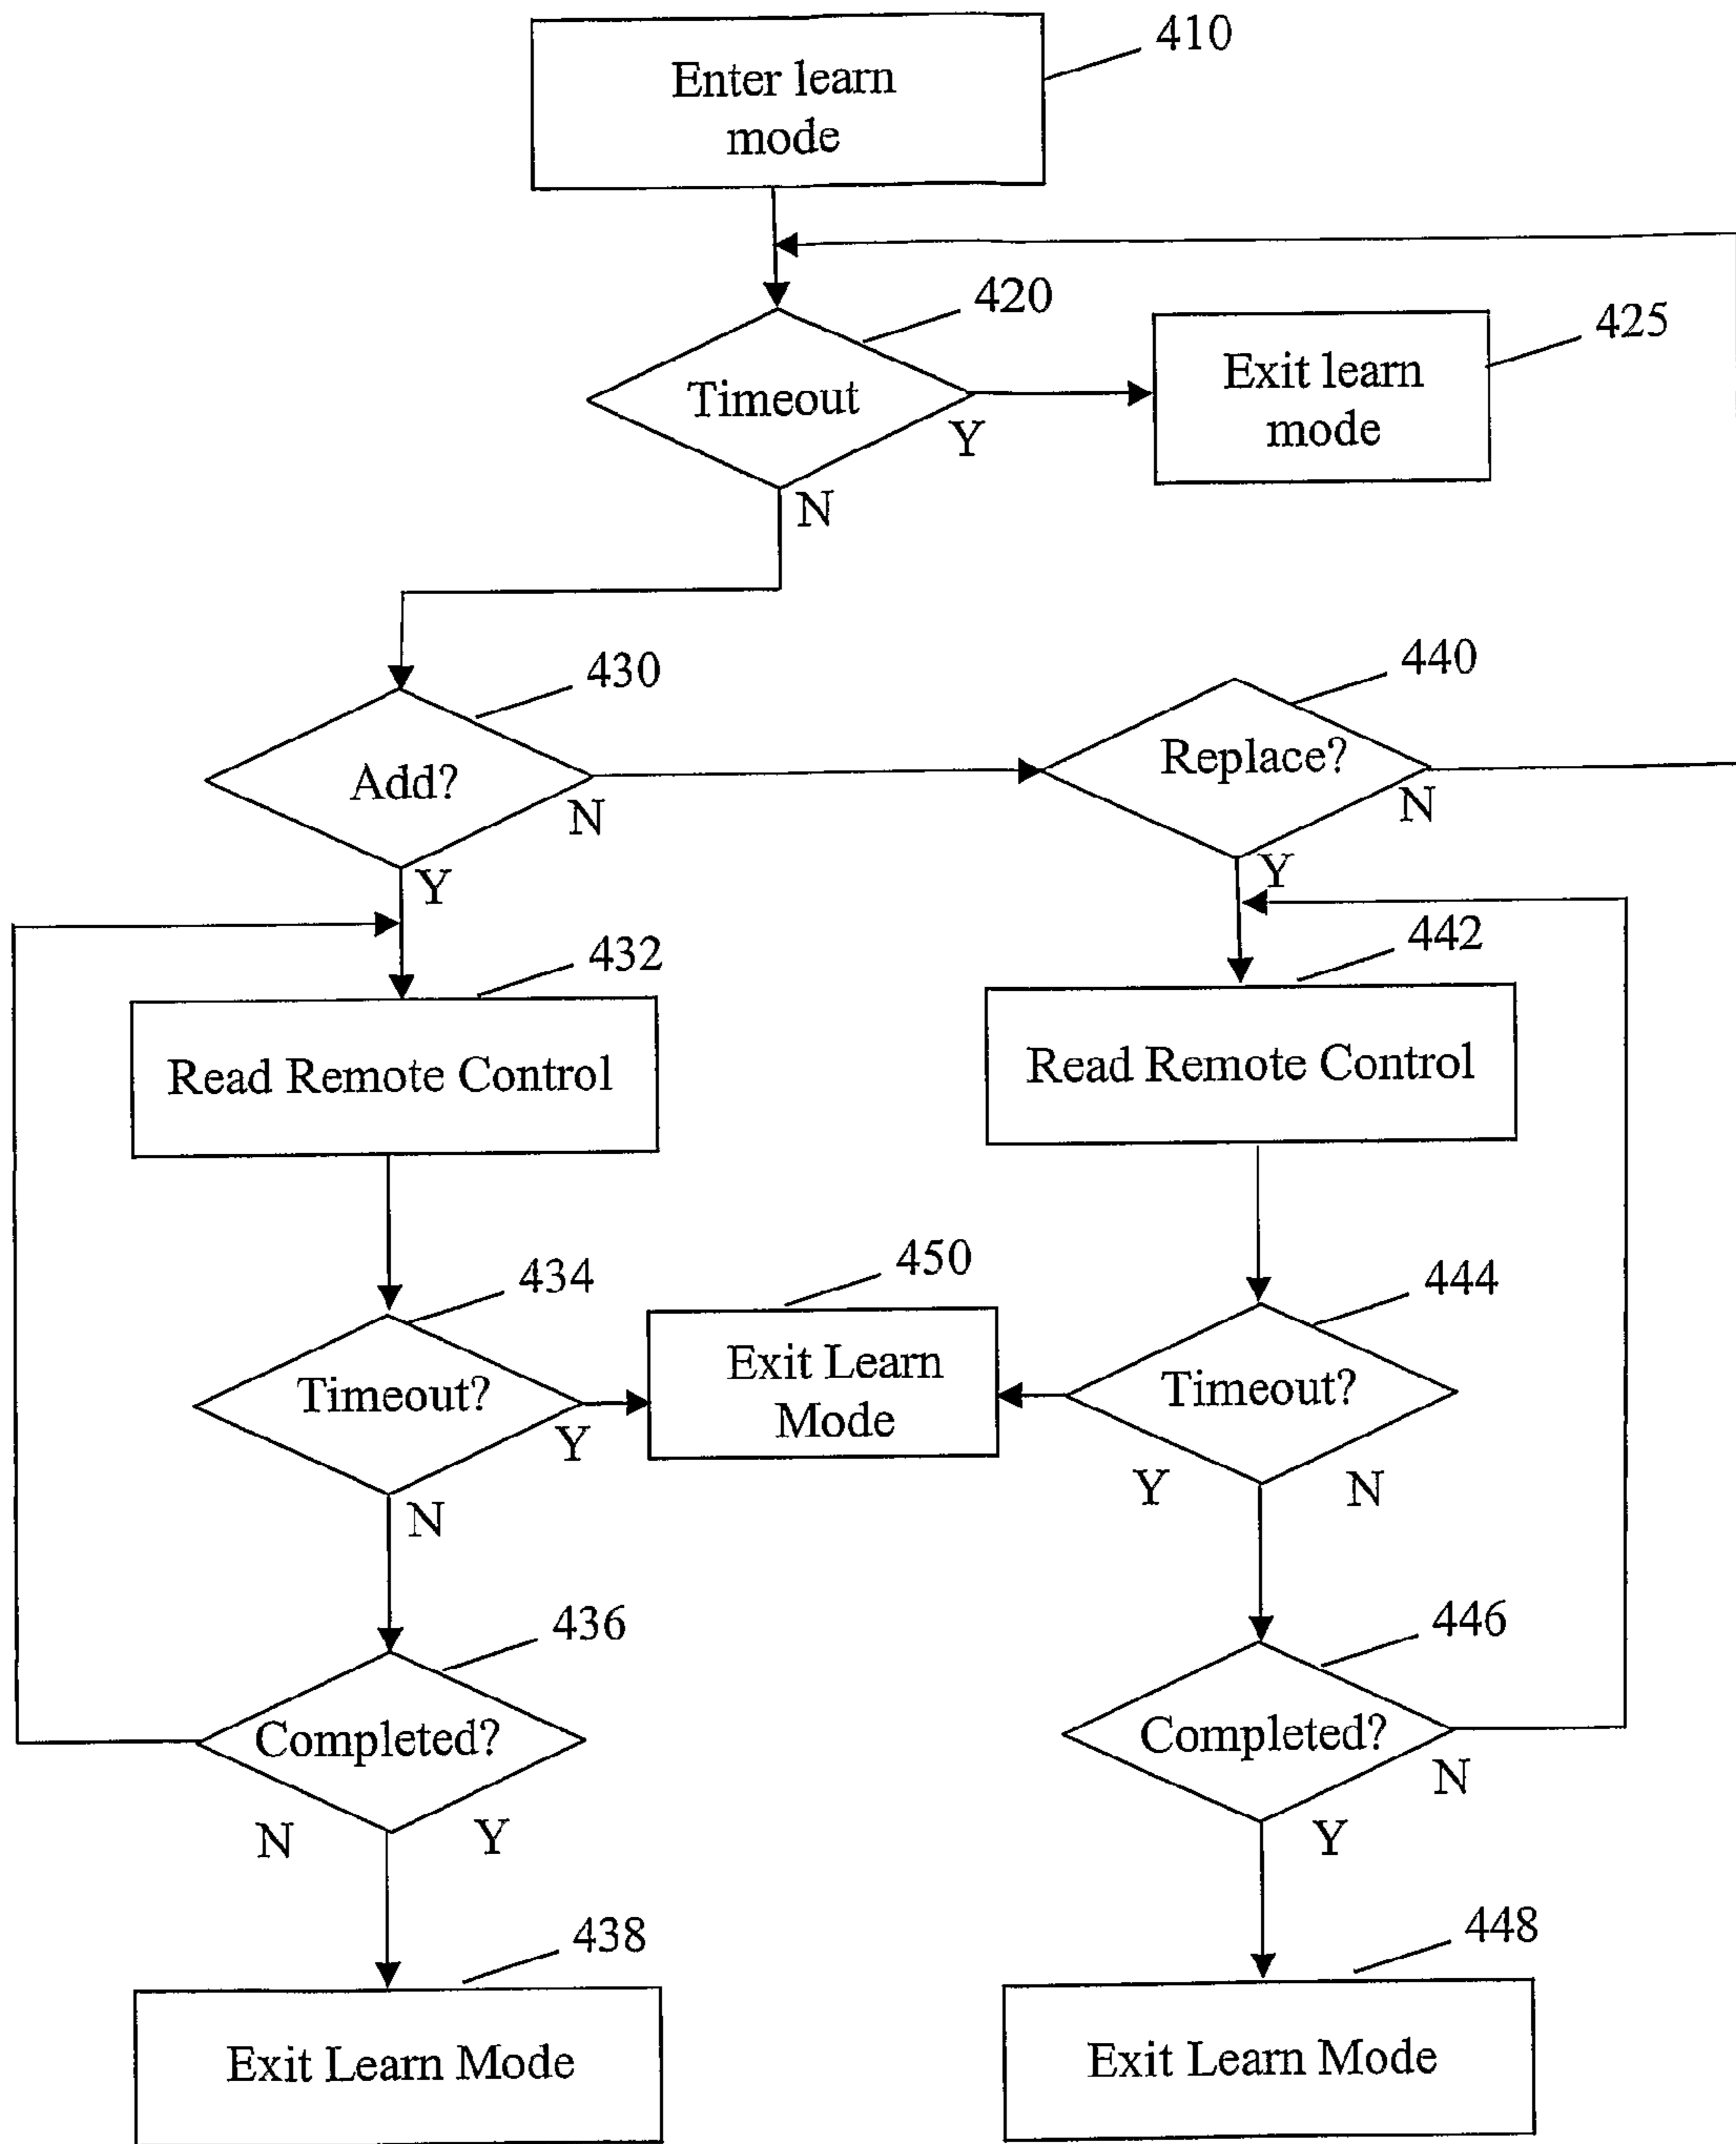 410
Enter learn
mode
420
425
Timeout
Exit learn
mode
Y
N
430
440
Add?
Replace?
N
N
Y
Y
432
442
Read Remote Control
Read Remote Control
434
450
444
Timeout?
Exit Learn
Mode
Timeout?
Y
Y
N
N
436
446
Completed?
Completed?
N
N
Y
Y
438
448
Exit Learn Mode
Exit Learn Mode